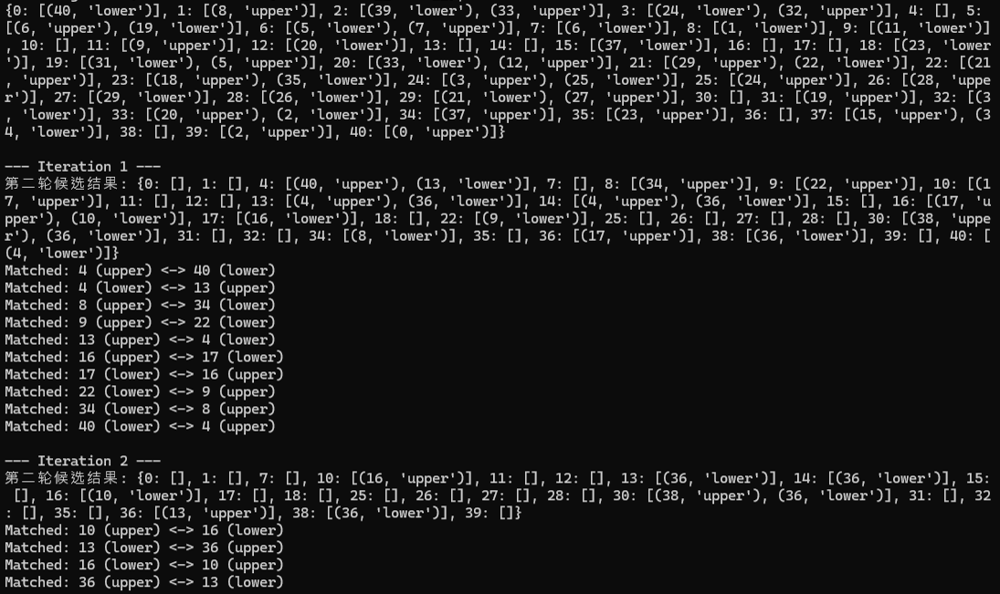 {0: [(40, 'lower')], 1: [(8, 'upper')], 2: [(39, 'lower'), (33, 'upper')], 3: [(24, 'lower'), (32, 'upper')], 4: [], 5:
[(6, 'upper'), (19, 'lower')], 6: [(5, 'lower'), (7, 'upper')], 7: [(6, 'lower')], 8: [(1, 'lower')], 9: [(11, 'lower')]
, 10: [], 11: [(9, 'upper')], 12: [(20, 'lower')], 13: [], 14: [], 15: [(37, 'lower')], 16: [], 17: [], 18: [(23, 'lower
')], 19: [(31, 'lower'), (5, 'upper')], 20: [(33, 'lower'), (12, 'upper')], 21: [(29, 'upper'), (22, 'lower')], 22: [(21
, 'upper')], 23: [(18, 'upper'), (35, 'lower')], 24: [(3, 'upper'), (25, 'lower')], 25: [(24, 'upper')], 26: [(28, 'uppe
r')], 27: [(29, 'lower')], 28: [(26, 'lower')], 29: [(21, 'lower'), (27, 'upper')], 30: [], 31: [(19, 'upper')], 32: [(3
, 'lower')], 33: [(20, 'upper'), (2, 'lower')], 34: [(37, 'upper')], 35: [(23, 'upper')], 36: [], 37: [(15, 'upper'), (3
4, 'lower')], 38: [], 39: [(2, 'upper')], 40: [(0, 'upper')]}
--- Iteration 1 ---
第二轮候选结果: {0: [], 1: [], 4: [(40, 'upper'), (13, 'lower')], 7: [], 8: [(34, 'upper')], 9: [(22, 'upper')], 10: [(1
7, 'upper')], 11: [], 12: [], 13: [(4, 'upper'), (36, 'lower')], 14: [(4, 'upper'), (36, 'lower')], 15: [], 16: [(17, 'u
pper'), (10, 'lower')], 17: [(16, 'lower')], 18: [], 22: [(9, 'lower')], 25: [], 26: [], 27: [], 28: [], 30: [(38, 'uppe
r'), (36, 'lower')], 31: [], 32: [], 34: [(8, 'lower')], 35: [], 36: [(17, 'upper')], 38: [(36, 'lower')], 39: [], 40: [
(4, 'lower')]}
Matched: 4 (upper) <-> 40 (lower)
Matched: 4 (lower) <-> 13 (upper)
Matched: 8 (upper) <-> 34 (lower)
Matched: 9 (upper) <-> 22 (lower)
Matched: 13 (upper) <-> 4 (lower)
Matched: 16 (upper) <-> 17 (lower)
Matched: 17 (lower) <-> 16 (upper)
Matched: 22 (lower) <-> 9 (upper)
Matched: 34 (lower) <-> 8 (upper)
Matched: 40 (lower) <-> 4 (upper)
--- Iteration 2 ---
第二轮候选结果: {0: [], 1: [], 7: [], 10: [(16, 'upper')], 11: [], 12: [], 13: [(36, 'lower')], 14: [(36, 'lower')], 15:
[], 16: [(10, 'lower')], 17: [], 18: [], 25: [], 26: [], 27: [], 28: [], 30: [(38, 'upper'), (36, 'lower')], 31: [], 32
: [], 35: [], 36: [(13, 'upper')], 38: [(36, 'lower')], 39: []}
Matched: 10 (upper) <-> 16 (lower)
Matched: 13 (lower) <-> 36 (upper)
Matched: 16 (lower) <-> 10 (upper)
Matched: 36 (upper) <-> 13 (lower)